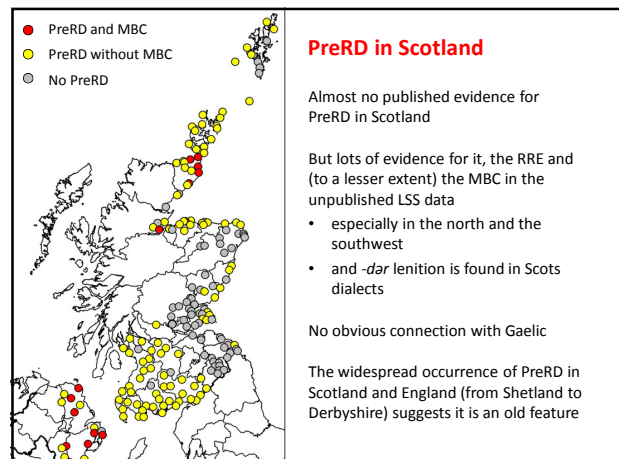 PreRD and MBC
PreRD without MBC
No PreRD
PreRD in Scotland
Almost no published evidence for
PreRD in Scotland
But lots of evidence for it, the RRE and
(to a lesser extent) the MBC in the
unpublished LSS data
• especially in the north and the
southwest
• and -dər lenition is found in Scots
dialects
No obvious connection with Gaelic
The widespread occurrence of PreRD in
Scotland and England (from Shetland to
Derbyshire) suggests it is an old feature